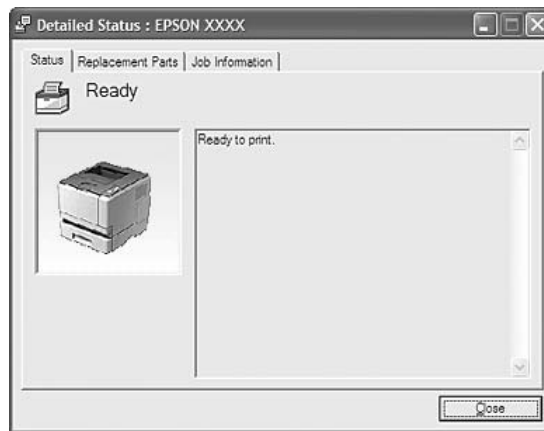 Detailed Status : EPSON XXXX
Status Replacement Parts Job Information
Ready
Ready to print.
Close